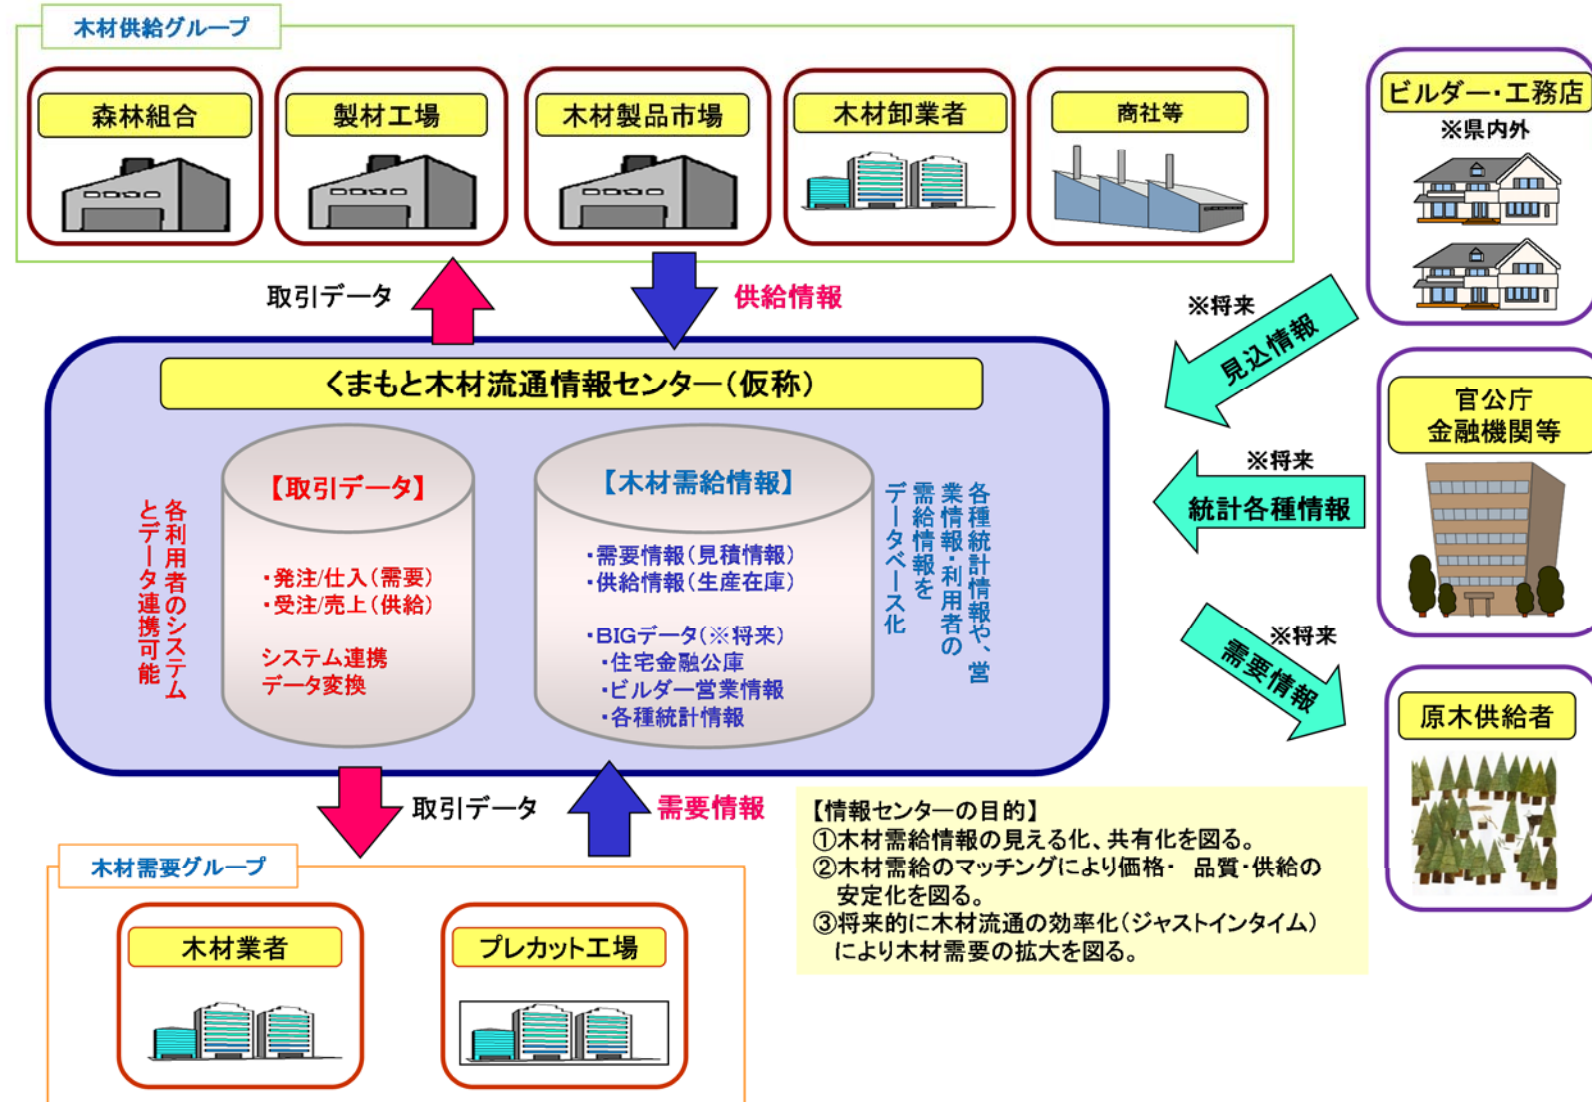 木材供給グループ
森林組合
製材工場
木材製品市場
木材卸業者
商社等
ビルダー・工務店
※県内外
取引データ
供給情報
※将来
見込情報
くまもと木材流通情報センター(仮称)
官公庁
金融機関等
※将来
統計各種情報
各利用者のシステム
とデータ連携可能
【取引データ】
・発注/仕入(需要)
・受注/売上(供給)
システム連携
データ変換
【木材需給情報】
・需要情報(見積情報)
・供給情報(生産在庫)
・BIGデータ(※将来)
・住宅金融公庫
・ビルダー営業情報
・各種統計情報
各種統計情報や、営
業情報・利用者の
需給情報を
データベース化
※将来
需要情報
原木供給者
取引データ
需要情報
【情報センターの目的】
①木材需給情報の見える化、共有化を図る。
②木材需給のマッチングにより価格・ 品質・供給の
安定化を図る。
③将来的に木材流通の効率化(ジャストインタイム)
により木材需要の拡大を図る。
木材需要グループ
木材業者
プレカット工場